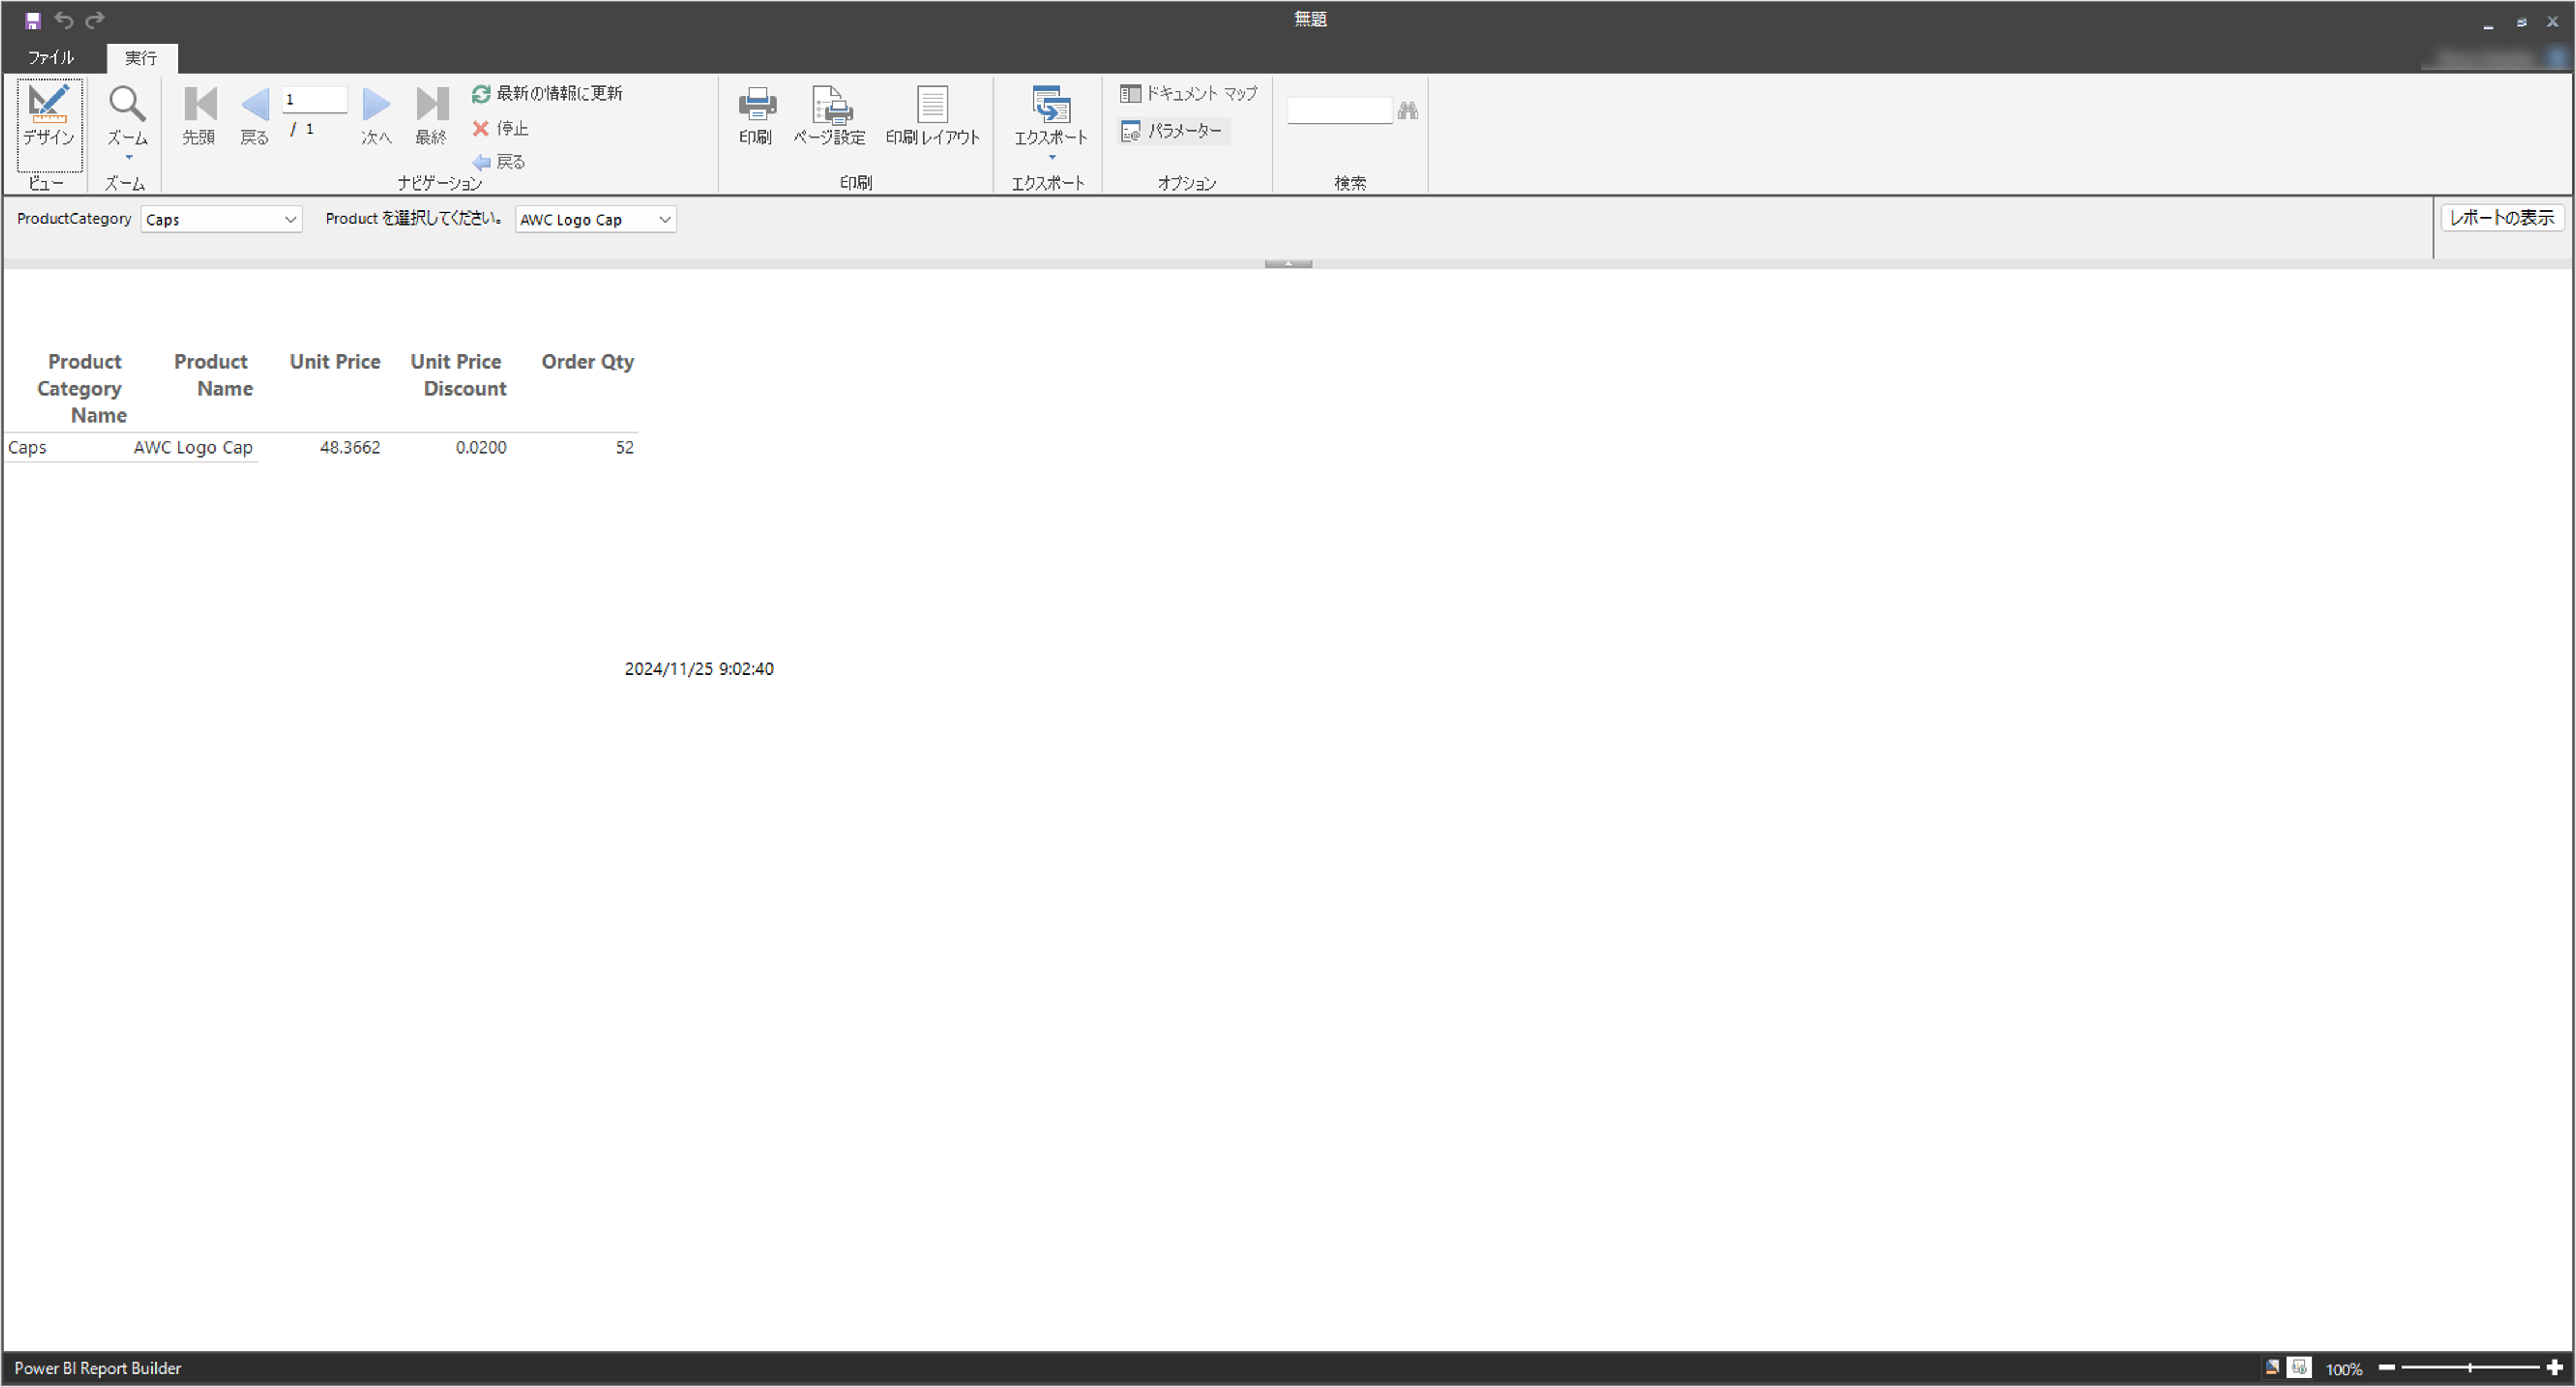 無題
ファイル 実行
デザイン
ビュー
ズーム
ズーム
先頭
戻る
1
/ 1
次へ
最終
最新の情報に更新
停止
戻る
ナビゲーション
印刷
ページ設定
印刷レイアウト
印刷
エクスポート
エクスポート
ドキュメント マップ
パラメーター
オプション
検索
ProductCategory Caps Product を選択してください。 AWC Logo Cap レポートの表示
Product Category Name Product Name Unit Price Unit Price Discount Order Qty
Caps AWC Logo Cap 48.3662 0.0200 52
2024/11/25 9:02:40
Power BI Report Builder 100%